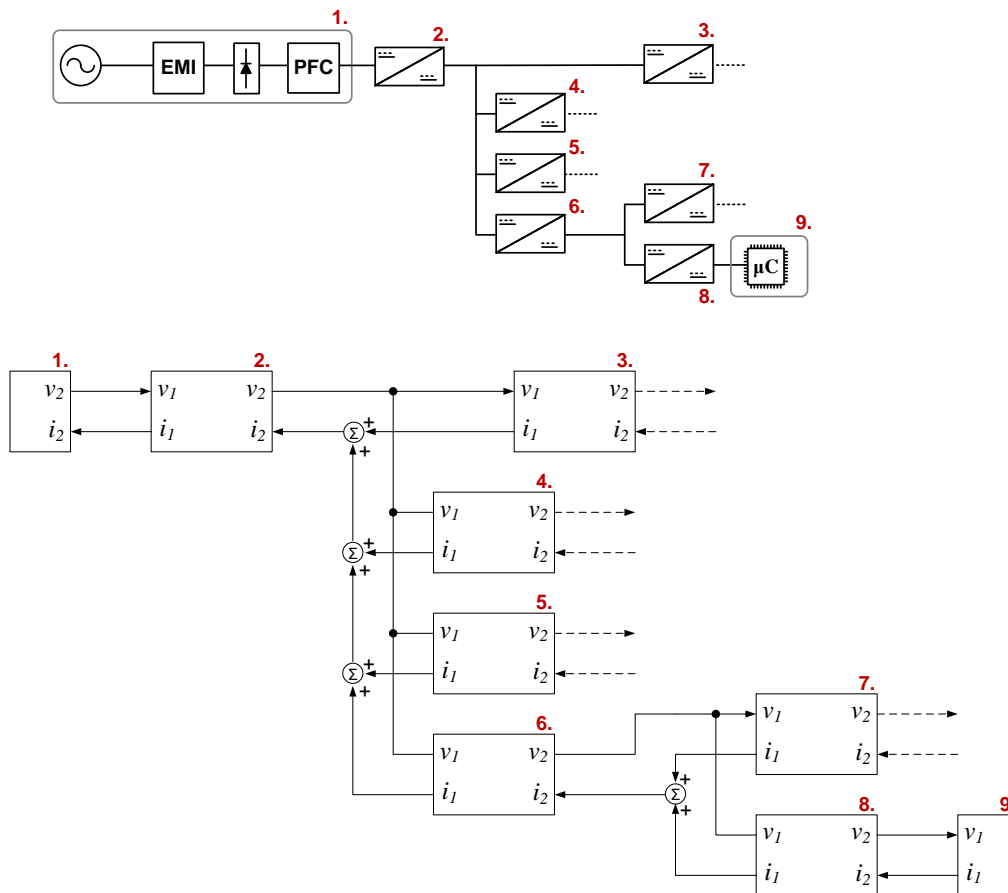 1.
2.
3.
EMI
PFC
4.
5.
7.
6.
9.
µC
8.
1.
2.
3.
v2
v1
v2
v1
v2
i2
i1
i2
Σ
+
+
i1
i2
4.
v1
v2
Σ
+
+
i1
i2
5.
v1
v2
Σ
+
+
i1
i2
7.
6.
v1
v2
v1
v2
i1
i2
i1
i2
Σ
+
+
8.
9
v1
v2
v1
i1
i2
i1